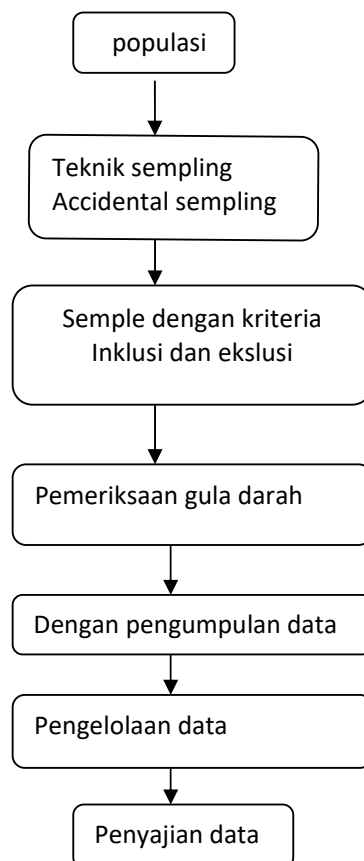 populasi
Teknik sempling
Accidental sempling
Semple dengan kriteria
Inklusi dan ekslusi
Pemeriksaan gula darah
Dengan pengumpulan data
Pengelolaan data
Penyajian data